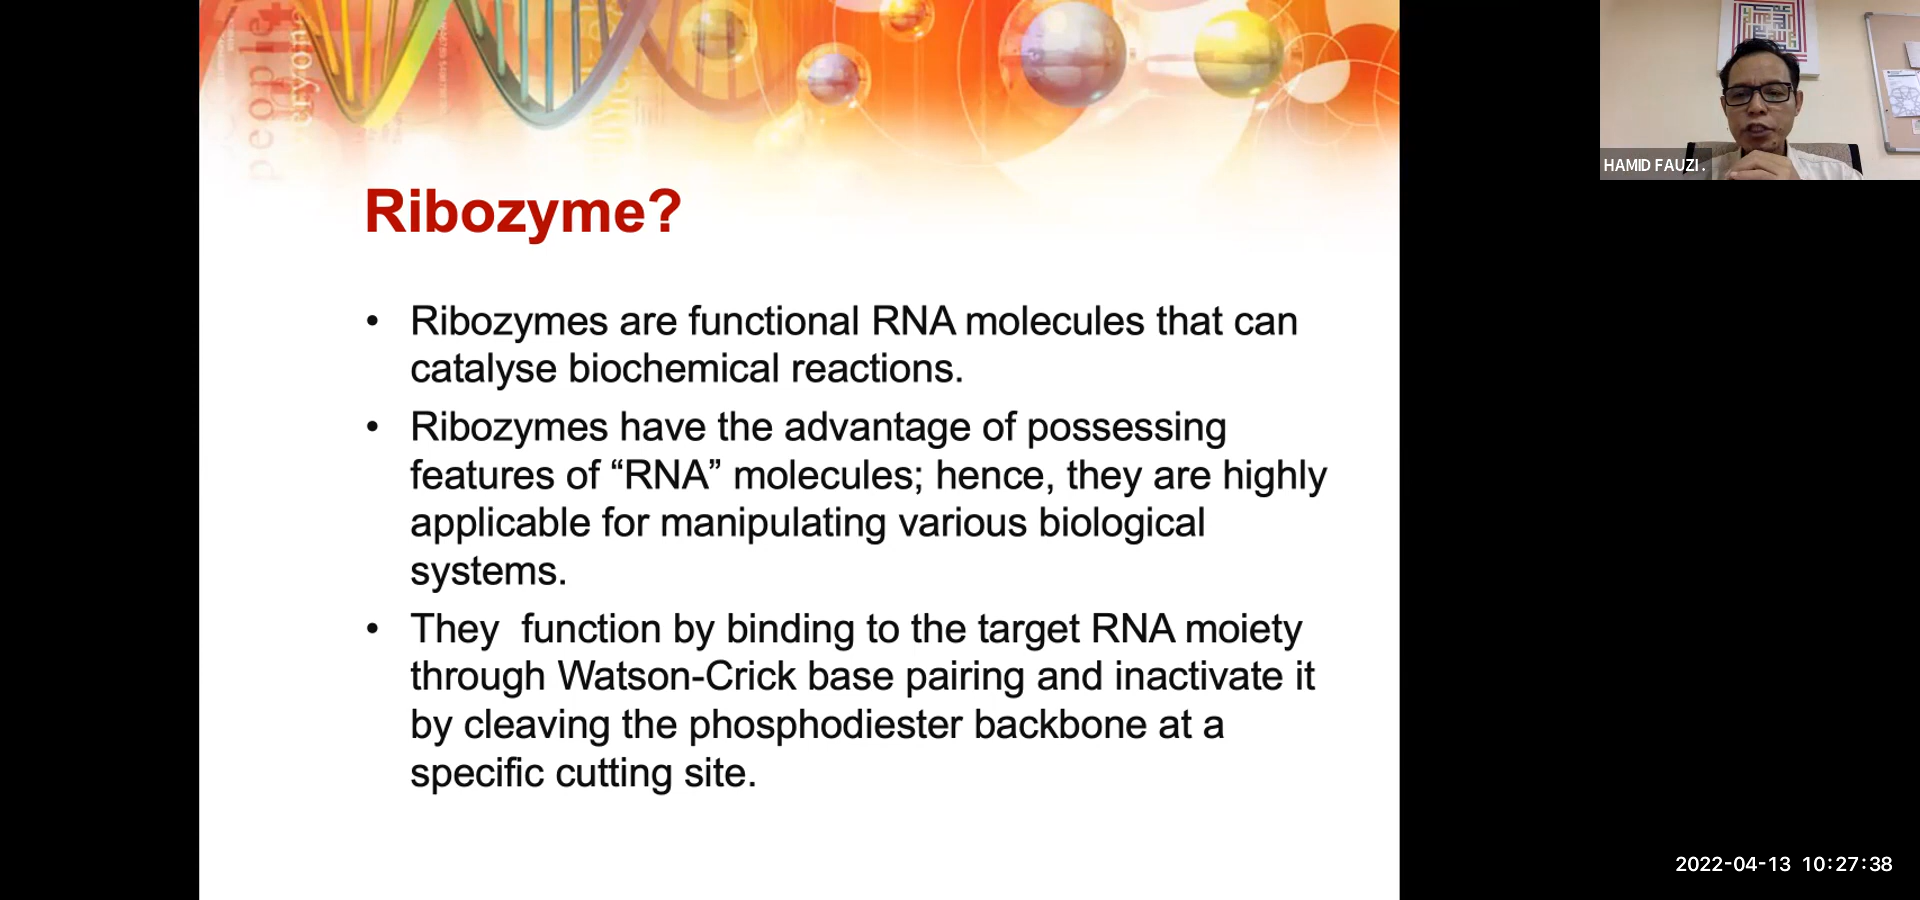 people
cryon
Ribozyme?
• Ribozymes are functional RNA molecules that can
catalyse biochemical reactions.
• Ribozymes have the advantage of possessing
features of “RNA” molecules; hence, they are highly
applicable for manipulating various biological
systems.
• They  function by binding to the target RNA moiety
through Watson-Crick base pairing and inactivate it
by cleaving the phosphodiester backbone at a
specific cutting site.
HAMID FAUZI .
2022-04-13 10:27:38